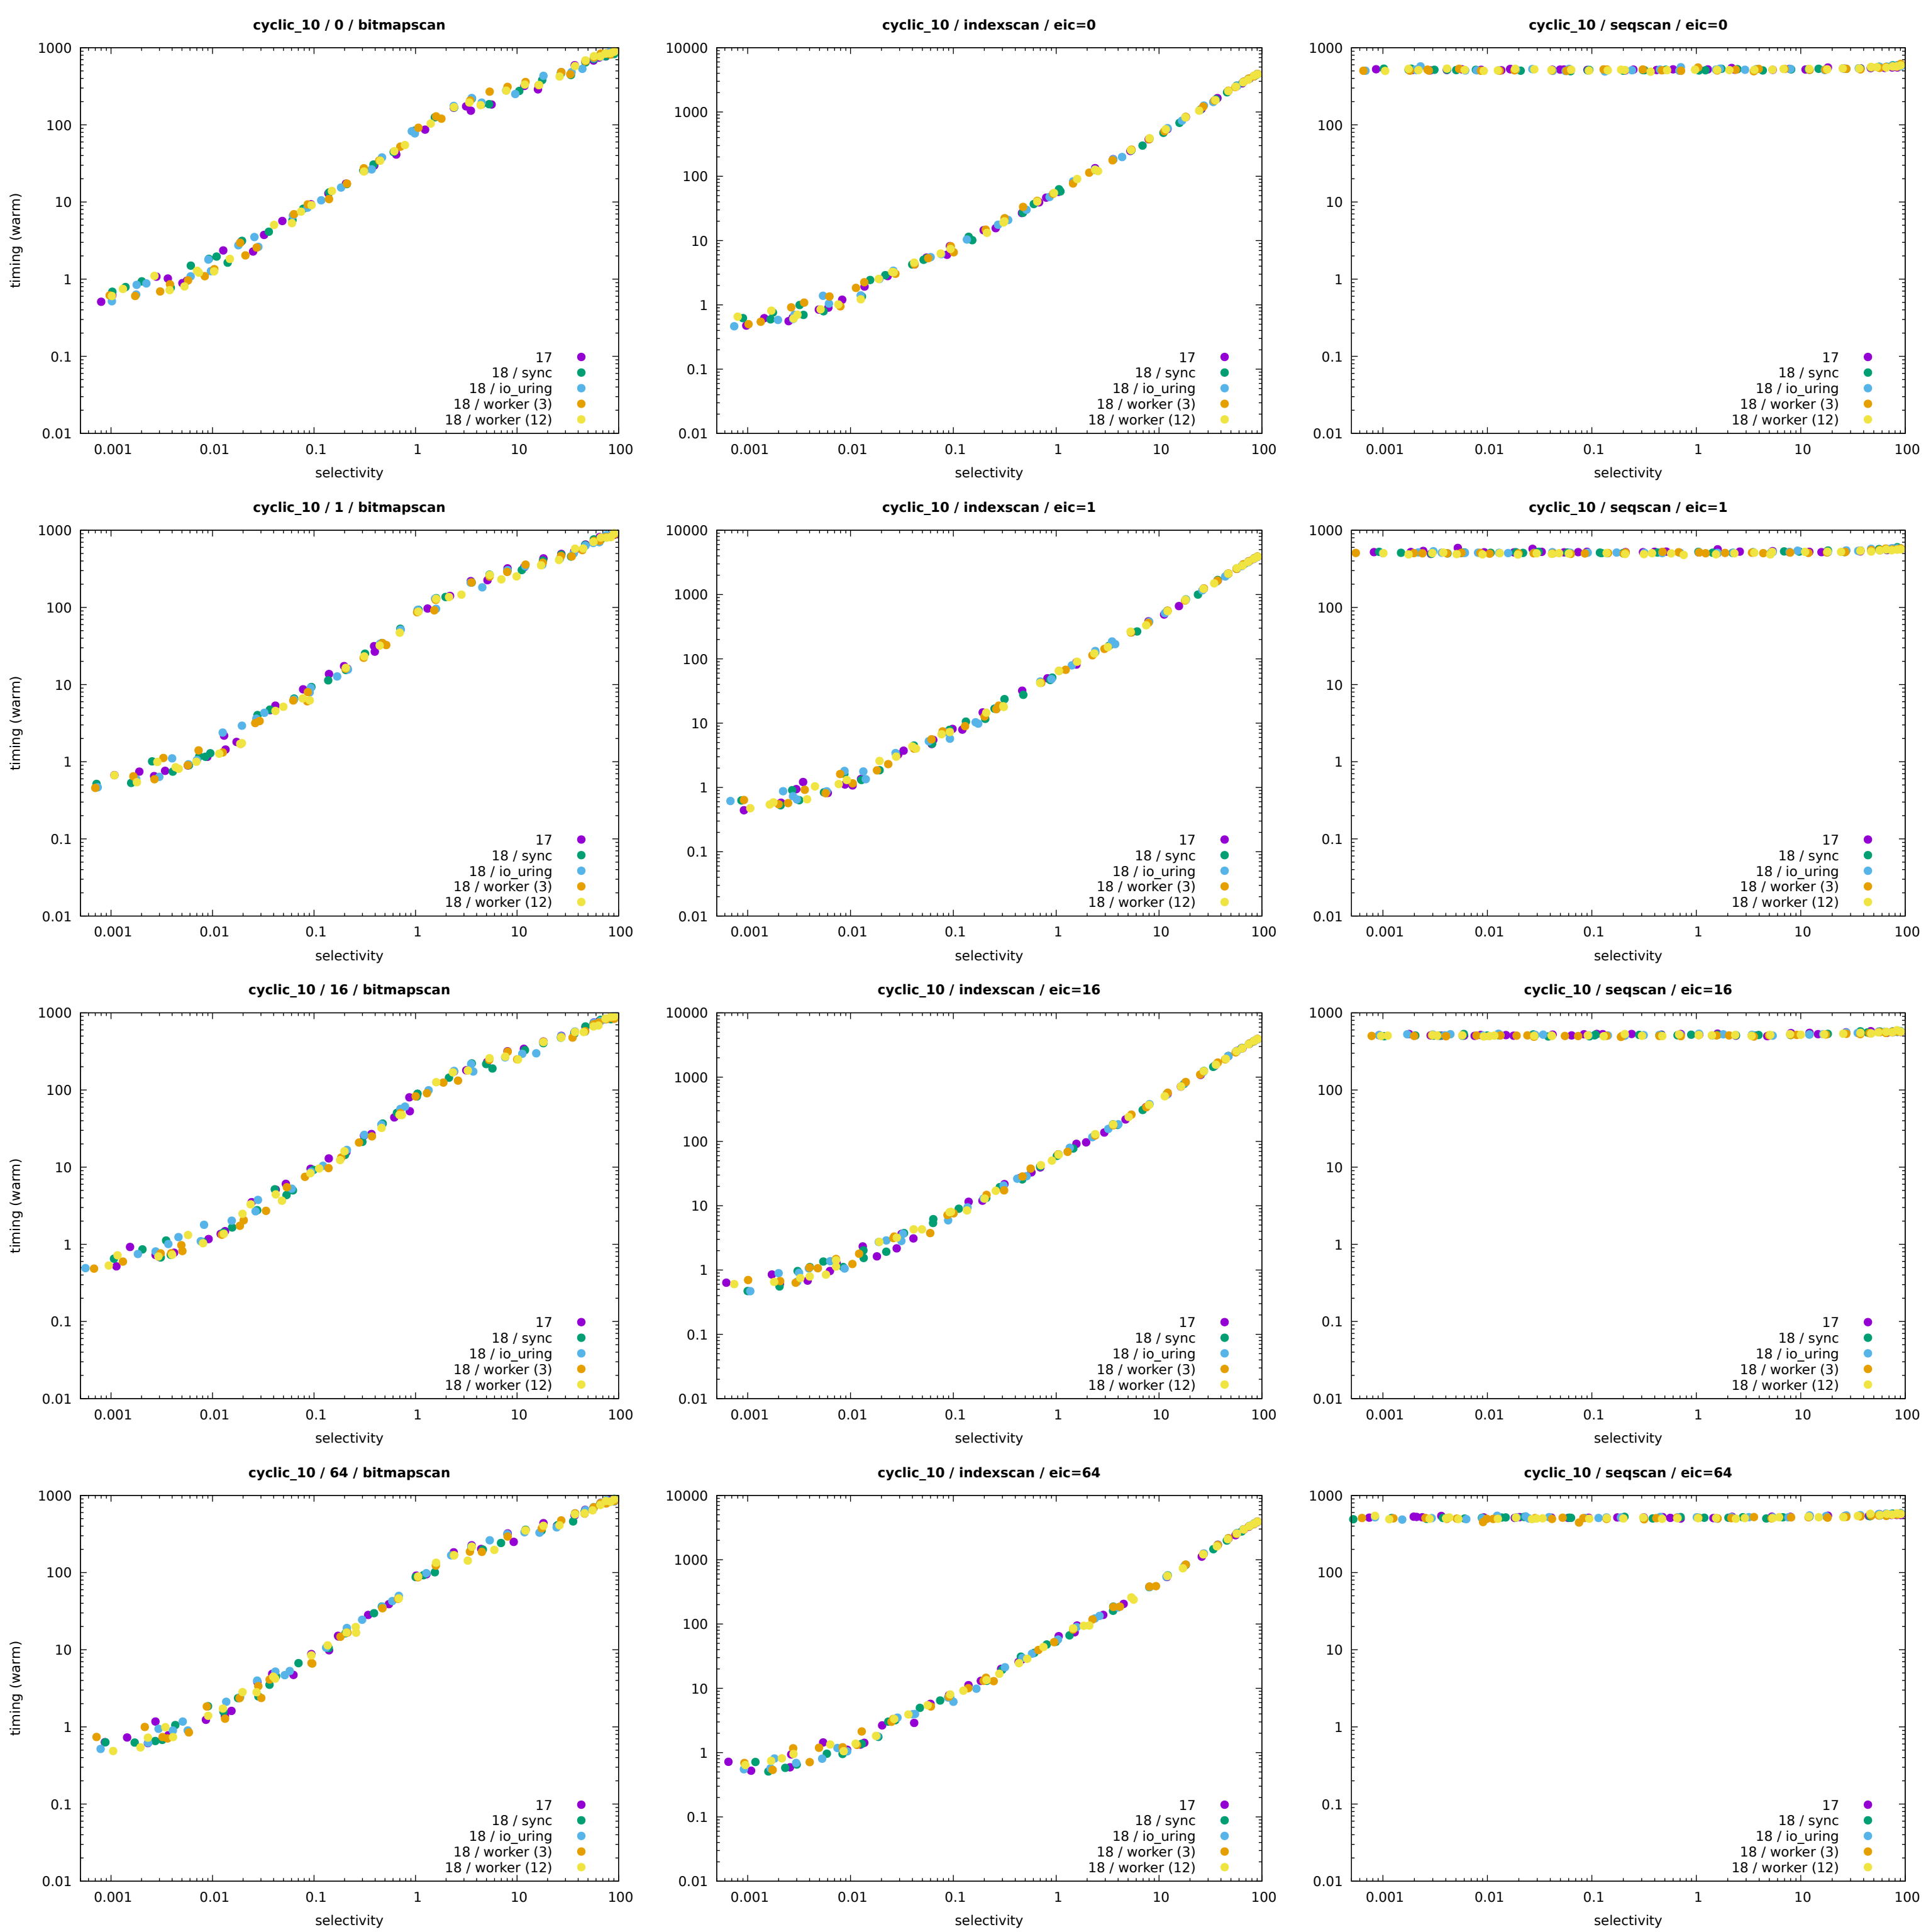 cyclic_10 / 0 / bitmapscan
timing (warm)
1000
100
10
1
0.1
0.01
17
18 / sync
18 / io_uring
18 / worker (3)
18 / worker (12)
0.001 0.01 0.1 1 10 100
selectivity
cyclic_10 / indexscan / eic=0
10000
1000
100
10
1
0.1
0.01
17
18 / sync
18 / io_uring
18 / worker (3)
18 / worker (12)
0.001 0.01 0.1 1 10 100
selectivity
cyclic_10 / seqscan / eic=0
1000
100
10
1
0.1
0.01
17
18 / sync
18 / io_uring
18 / worker (3)
18 / worker (12)
0.001 0.01 0.1 1 10 100
selectivity
cyclic_10 / 1 / bitmapscan
timing (warm)
1000
100
10
1
0.1
0.01
17
18 / sync
18 / io_uring
18 / worker (3)
18 / worker (12)
0.001 0.01 0.1 1 10 100
selectivity
cyclic_10 / indexscan / eic=1
10000
1000
100
10
1
0.1
0.01
17
18 / sync
18 / io_uring
18 / worker (3)
18 / worker (12)
0.001 0.01 0.1 1 10 100
selectivity
cyclic_10 / seqscan / eic=1
1000
100
10
1
0.1
0.01
17
18 / sync
18 / io_uring
18 / worker (3)
18 / worker (12)
0.001 0.01 0.1 1 10 100
selectivity
cyclic_10 / 16 / bitmapscan
timing (warm)
1000
100
10
1
0.1
0.01
17
18 / sync
18 / io_uring
18 / worker (3)
18 / worker (12)
0.001 0.01 0.1 1 10 100
selectivity
cyclic_10 / indexscan / eic=16
10000
1000
100
10
1
0.1
0.01
17
18 / sync
18 / io_uring
18 / worker (3)
18 / worker (12)
0.001 0.01 0.1 1 10 100
selectivity
cyclic_10 / seqscan / eic=16
1000
100
10
1
0.1
0.01
17
18 / sync
18 / io_uring
18 / worker (3)
18 / worker (12)
0.001 0.01 0.1 1 10 100
selectivity
cyclic_10 / 64 / bitmapscan
timing (warm)
1000
100
10
1
0.1
0.01
17
18 / sync
18 / io_uring
18 / worker (3)
18 / worker (12)
0.001 0.01 0.1 1 10 100
selectivity
cyclic_10 / indexscan / eic=64
10000
1000
100
10
1
0.1
0.01
17
18 / sync
18 / io_uring
18 / worker (3)
18 / worker (12)
0.001 0.01 0.1 1 10 100
selectivity
cyclic_10 / seqscan / eic=64
1000
100
10
1
0.1
0.01
17
18 / sync
18 / io_uring
18 / worker (3)
18 / worker (12)
0.001 0.01 0.1 1 10 100
selectivity